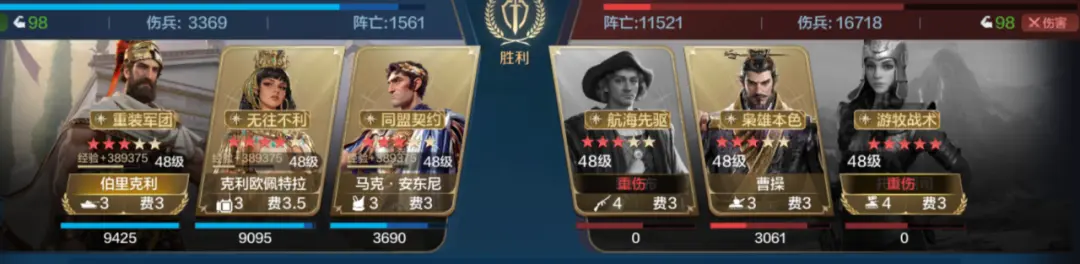 98 伤兵: 3369 阵亡:1561
胜利
阵亡:11521 伤兵:16718 98 伤害
重装军团
经验+389375 48级
伯里克利
3 费3
9425
无往不利
经验+389375 48级
克利欧佩特拉
3 费3.5
9095
同盟契约
经验+389375 48级
马克·安东尼
3 费3
3690
航海先驱
48级
重伤
4 费3
0
枭雄本色
48级
曹操
3 费3
3061
游牧战术
48级
重伤
4 费3
0